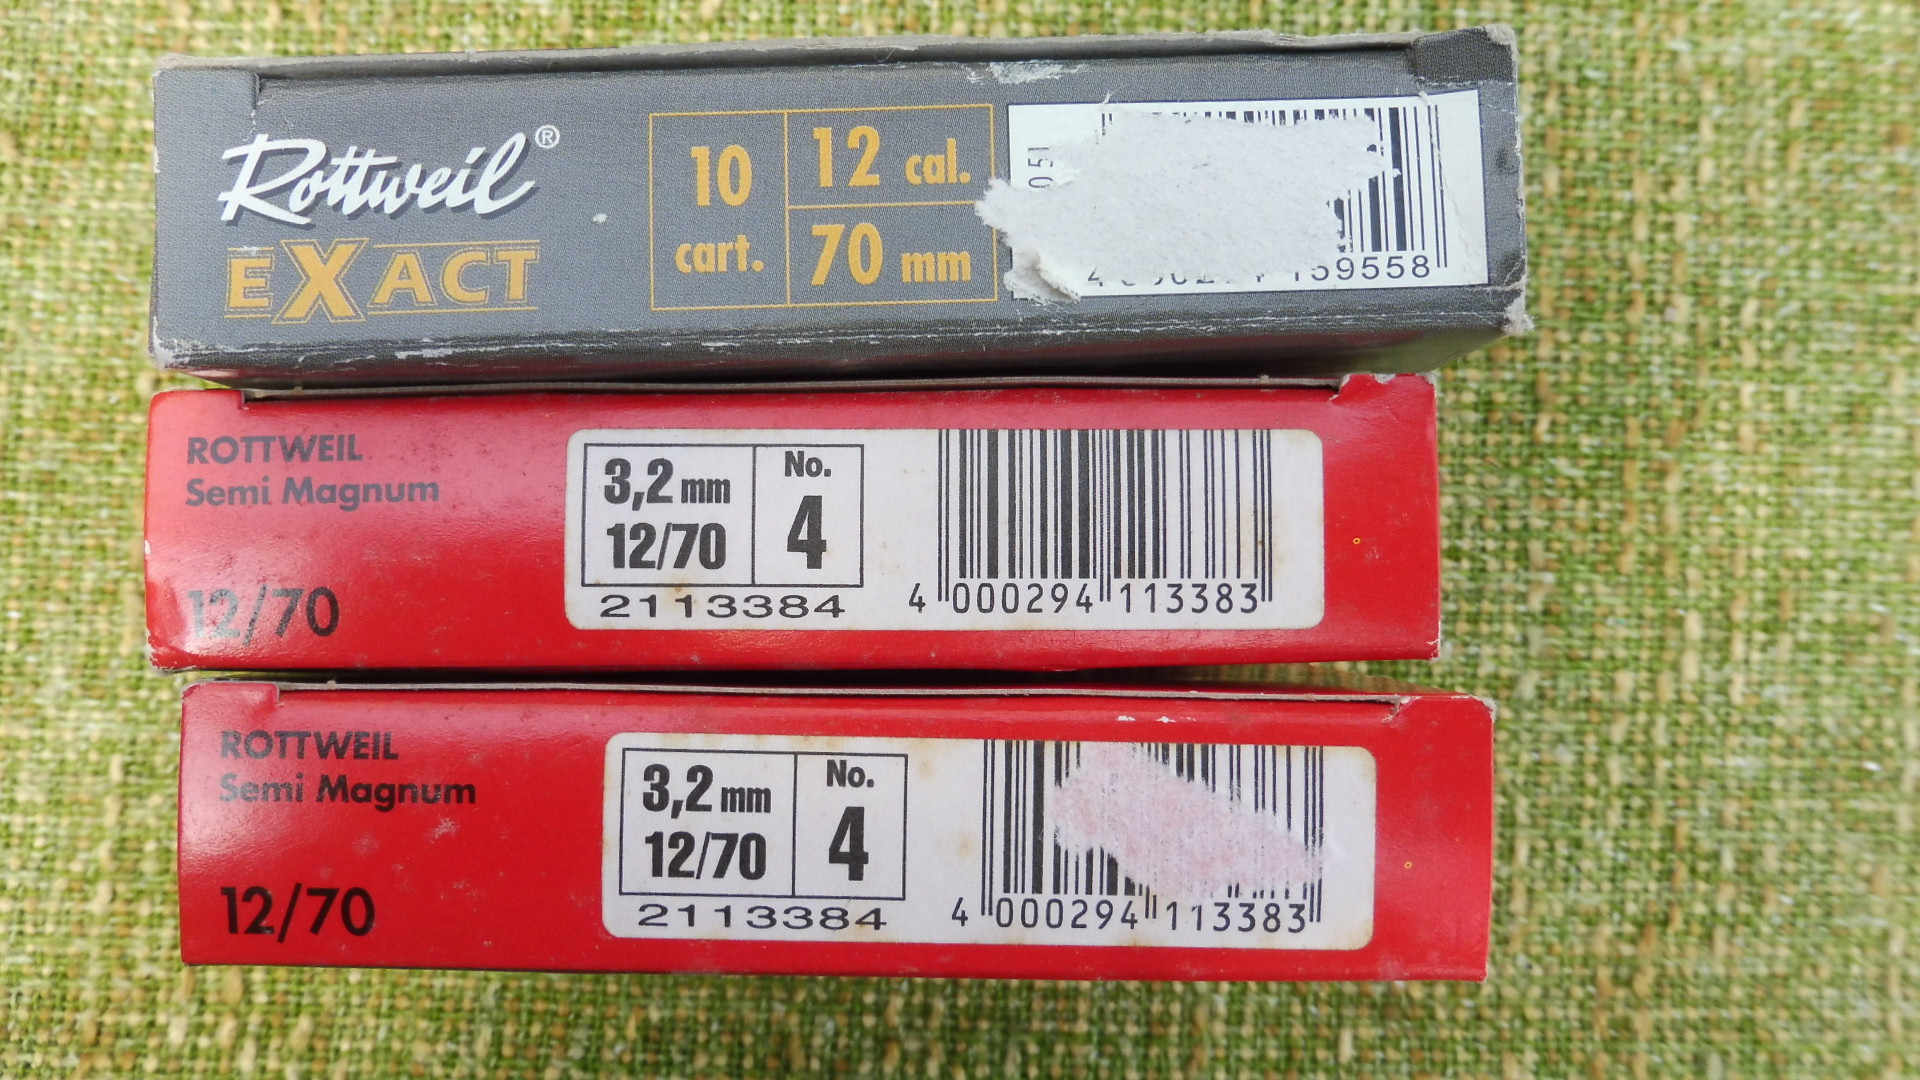 Rottweil®
EXACT
10 cart.
12 cal.
70 mm
051
159558
ROTTWEIL
Semi Magnum
12/70
3,2 mm
12/70
No.
4
2113384
4 000294 113383
ROTTWEIL
Semi Magnum
12/70
3,2 mm
12/70
No.
4
2113384
4 000294 113383